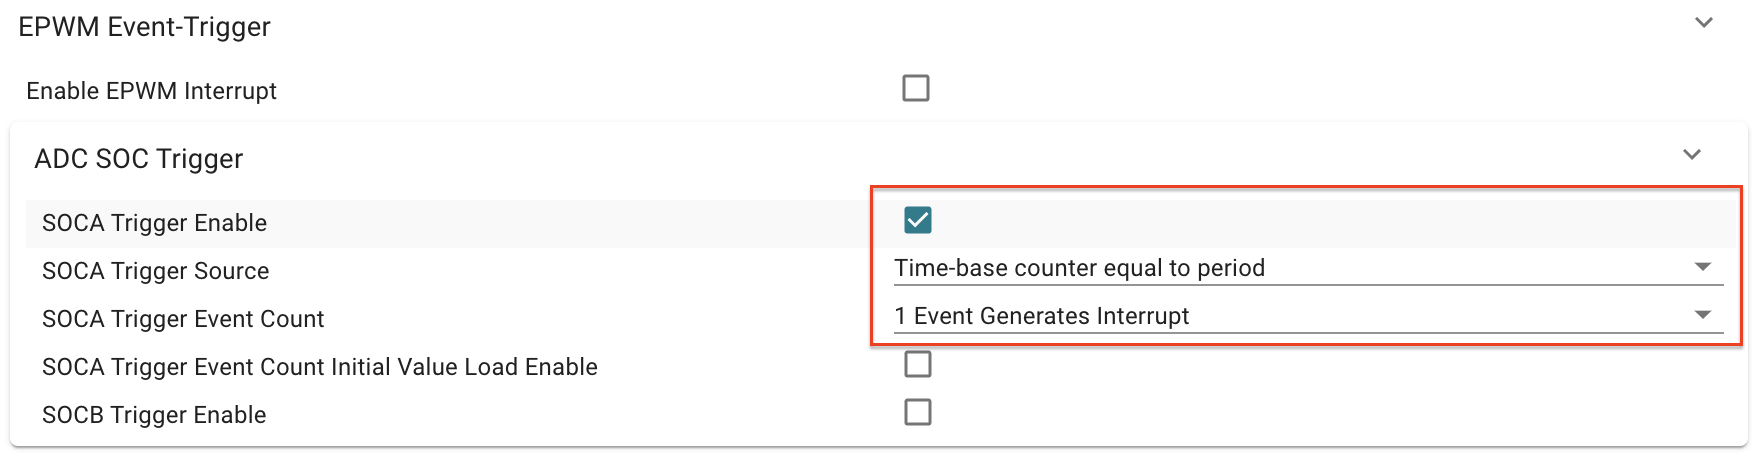 EPWM Event-Trigger
Enable EPWM Interrupt
ADC SOC Trigger
SOCA Trigger Enable
SOCA Trigger Source Time-base counter equal to period
SOCA Trigger Event Count 1 Event Generates Interrupt
SOCA Trigger Event Count Initial Value Load Enable
SOCB Trigger Enable